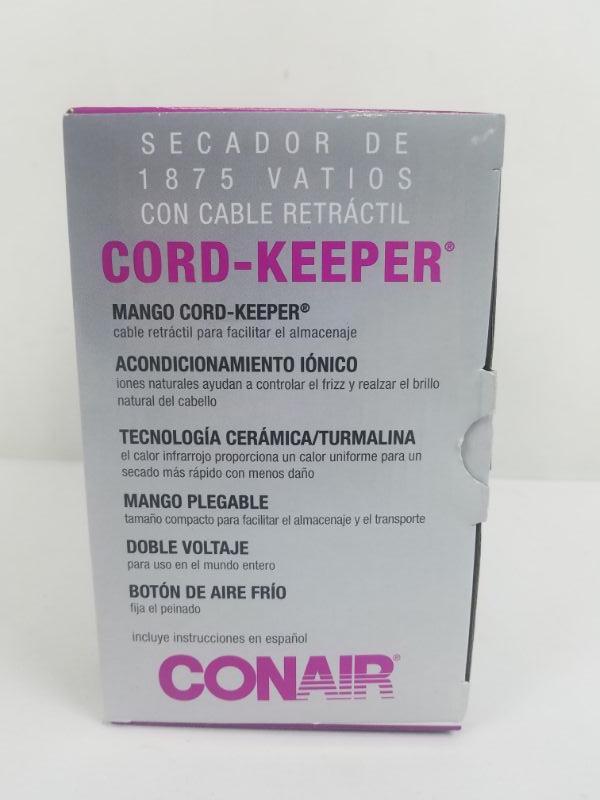 SECADOR DE
1875 VATIOS
CON CABLE RETRÁCTIL
CORD-KEEPER®
MANGO CORD-KEEPER®
cable retráctil para facilitar el almacenaje
ACONDICIONAMIENTO IÓNICO
iones naturales ayudan a controlar el frizz y realzar el brillo
natural del cabello
TECNOLOGÍA CERÁMICA/TURMALINA
el calor infrarrojo proporciona un calor uniforme para un
secado más rápido con menos daño
MANGO PLEGABLE
tamaño compacto para facilitar el almacenaje y el transporte
DOBLE VOLTAJE
para uso en el mundo entero
BOTÓN DE AIRE FRÍO
fija el peinado
incluye instrucciones en español
CONAIR®